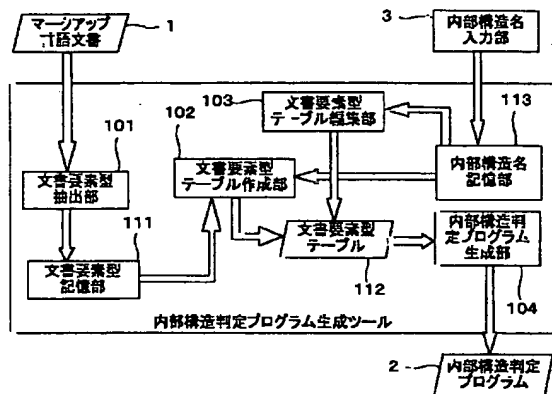 マークアップ
言語文書
1
3
内部構造名
入力部
103
文書要素型
テーブル編集部
113
102
101
文書要素型
テーブル作成部
内部構造名
記憶部
文書要素型
抽出部
111
文書要素型
テーブル
内部構造判
定プログラム
生成部
文書要素型
記憶部
112
104
内部構造判定プログラム生成ツール
2
内部構造判定
プログラム